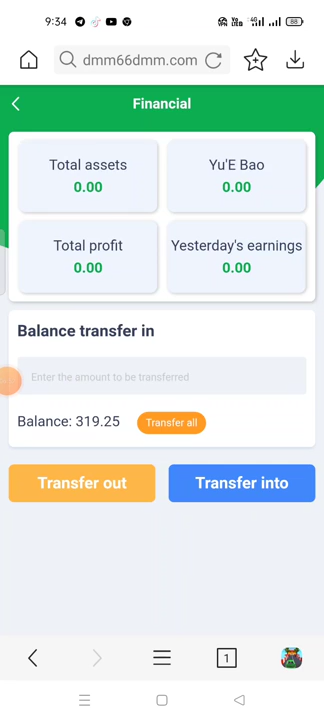 9:34
88
dmm66dmm.com
Financial
Total assets
0.00
Yu'E Bao
0.00
Total profit
0.00
Yesterday's earnings
0.00
Balance transfer in
Enter the amount to be transferred
Balance: 319.25
Transfer all
Transfer out
Transfer into
1